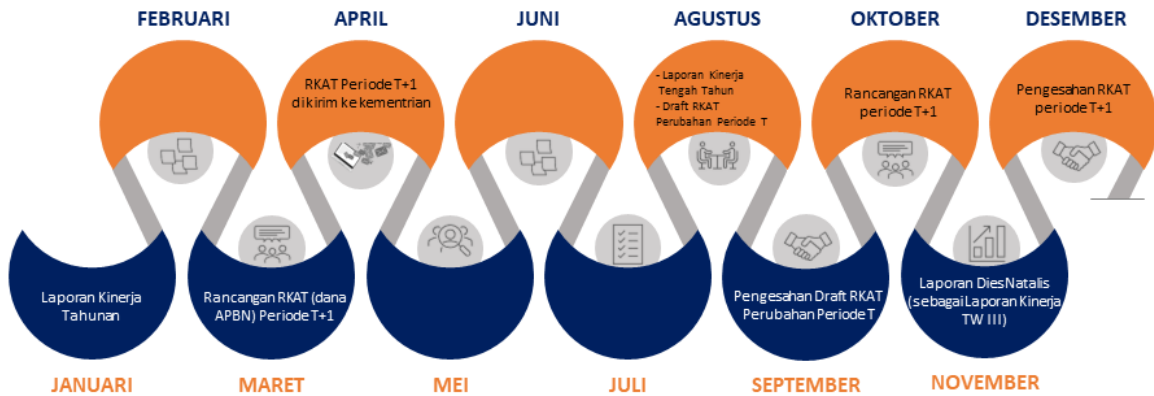 FEBRUARI
APRIL
JUNI
AGUSTUS
OKTOBER
DESEMBER
RKAT Periode T+1
dikirim ke kementrian
- Laporan Kinerja
Tengah Tahun
- Draft RKAT
Perubahan Periode T
Rancangan RKAT
periode T+1
Pengesahan RKAT
periode T+1
Laporan Kinerja
Tahunan
Rancangan RKAT (dana
APBN) Periode T+1
Pengesahan Draft RKAT
Perubahan Periode T
Laporan Dies Natalis
(sebagai Laporan Kinerja
TW III)
JANUARI
MARET
MEI
JULI
SEPTEMBER
NOVEMBER